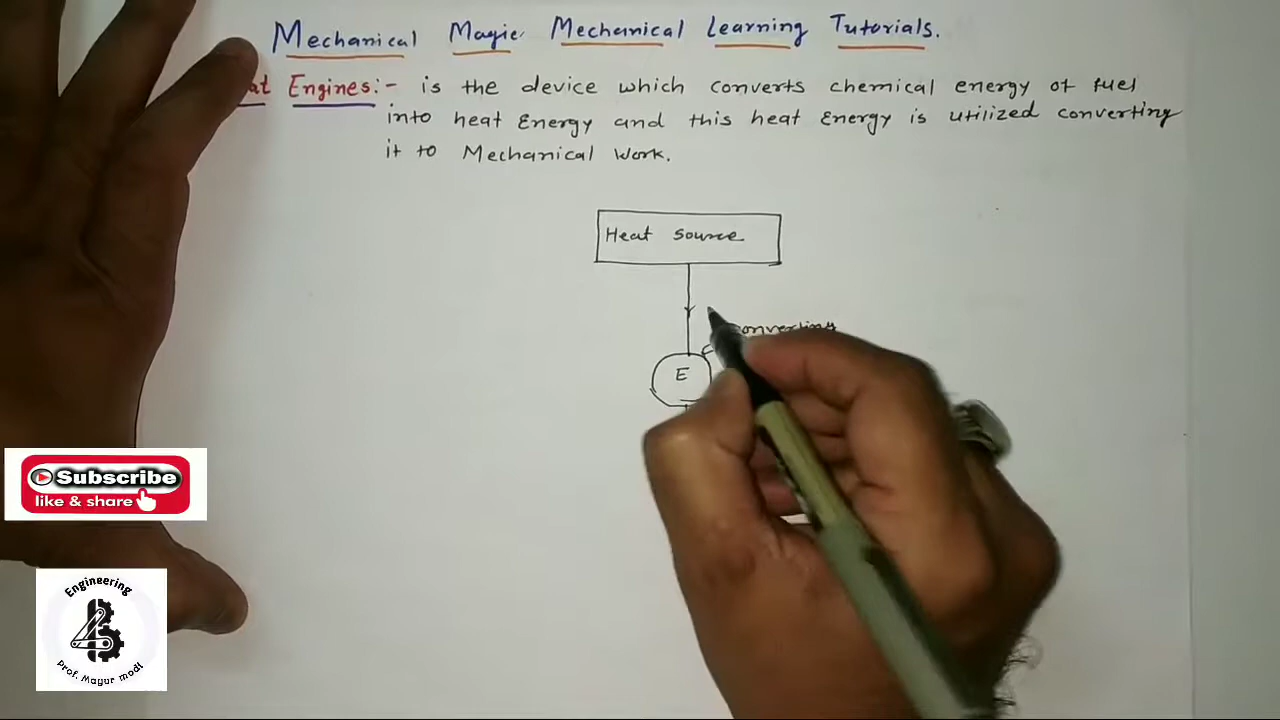 Mechanical Magic Mechanical Learning Tutorials.
Engines:- is the device which converts chemical energy of fuel
into heat Energy and this heat Energy is utilized converting
it to Mechanical Work.
Heat Source
converting
E
Subscribe
like & share
Engineering
Prof. Mayur modi